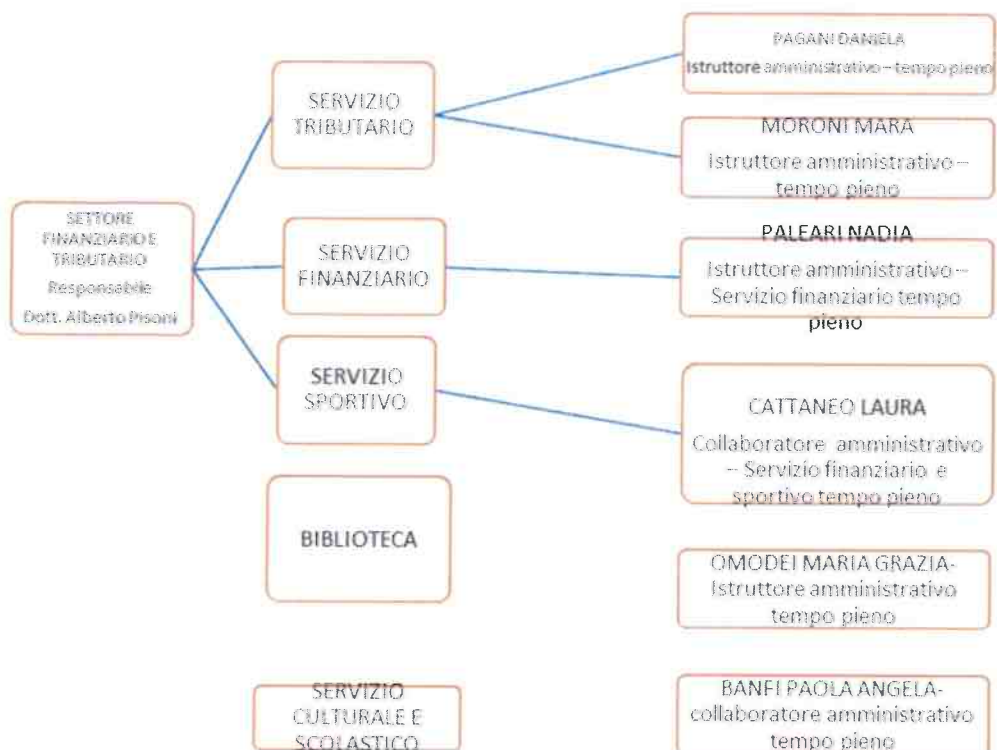 SETTORE
FINANZIARIO E
TRIBUTARIO
Responsabile
Dott. Alberto Pisoni
SERVIZIO
TRIBUTARIO
SERVIZIO
FINANZIARIO
SERVIZIO
SPORTIVO
BIBLIOTECA
SERVIZIO
CULTURALE E
SCOLASTICO
PAGANI DANIELA
Istruttore amministrativo – tempo pieno
MORONI MARA
Istruttore amministrativo –
tempo pieno
PALEARI NADIA
Istruttore amministrativo –
Servizio finanziario tempo
pieno
CATTANEO LAURA
Collaboratore amministrativo
– Servizio finanziario e
sportivo tempo pieno
OMODEI MARIA GRAZIA-
Istruttore amministrativo
tempo pieno
BANFI PAOLA ANGELA-
collaboratore amministrativo
tempo pieno